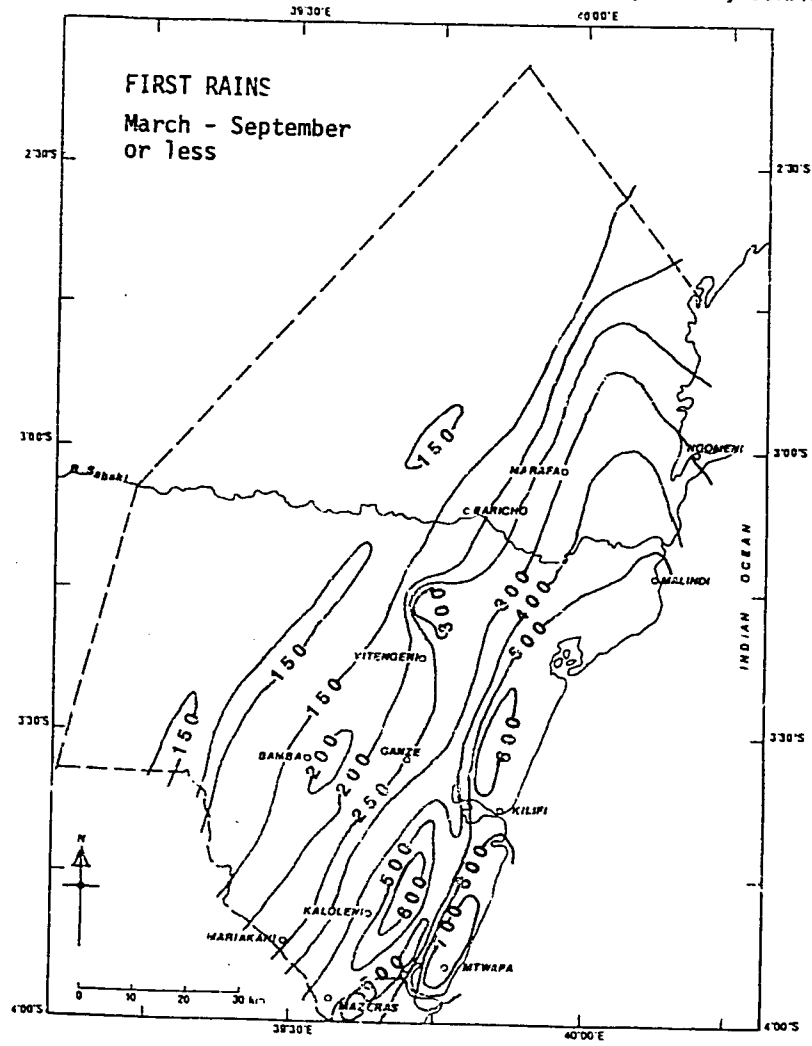 39°30'E
40°00'E
FIRST RAINS
March - September
or less
2°30'S
2°30'S
3°00'S
150
NGOMENI
3°00'S
R. Sabaki
MARAFA
BARICHO
INDIAN OCEAN
MALINDI
300
300
400
500
VITENGENI
150
150
150
3°30'S
3°30'S
BAMBA
200
GANZE
600
200
250
KILIFI
N
500
600
600
KALOLENI
700
MARIAKANI
MTWAPA
500
0 10 20 30 km
MAZERAS
4°00'S
39°30'E
40°00'E
4°00'S